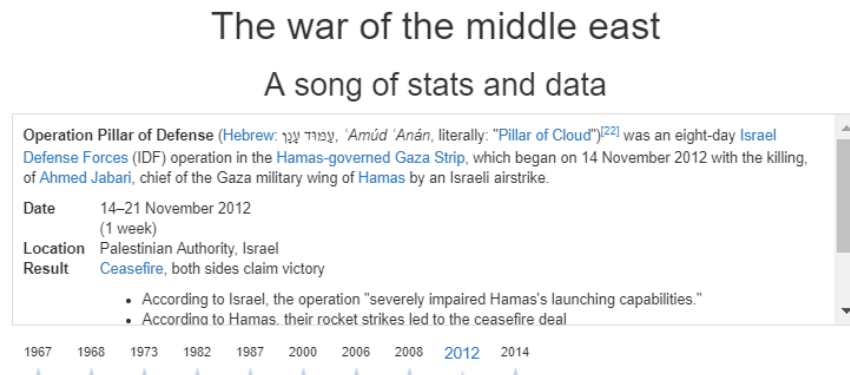 The war of the middle east
A song of stats and data
Operation Pillar of Defense (Hebrew: עַמּוּד עָנָן, ʿAmúd ʿAnán, literally: "Pillar of Cloud")[22] was an eight-day Israel
Defense Forces (IDF) operation in the Hamas-governed Gaza Strip, which began on 14 November 2012 with the killing,
of Ahmed Jabari, chief of the Gaza military wing of Hamas by an Israeli airstrike.
Date 14–21 November 2012
(1 week)
Location Palestinian Authority, Israel
Result Ceasefire, both sides claim victory
• According to Israel, the operation "severely impaired Hamas's launching capabilities."
• According to Hamas, their rocket strikes led to the ceasefire deal
1967 1968 1973 1982 1987 2000 2006 2008 2012 2014